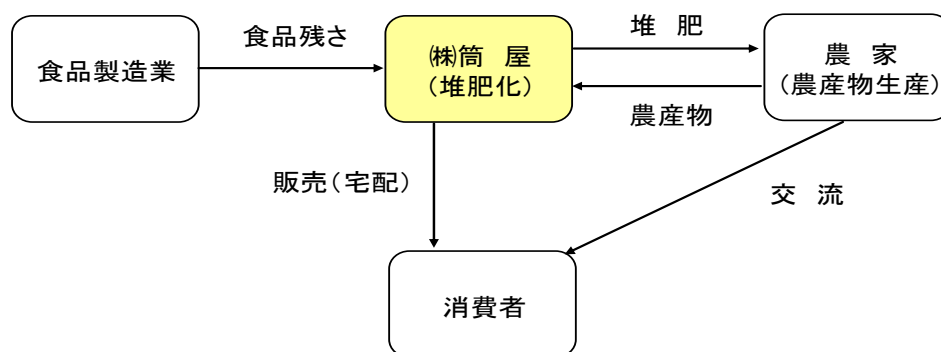 食品製造業
食品残さ
㈱筒 屋
(堆肥化)
堆 肥
農 家
(農産物生産)
農産物
販売(宅配)
交 流
消費者